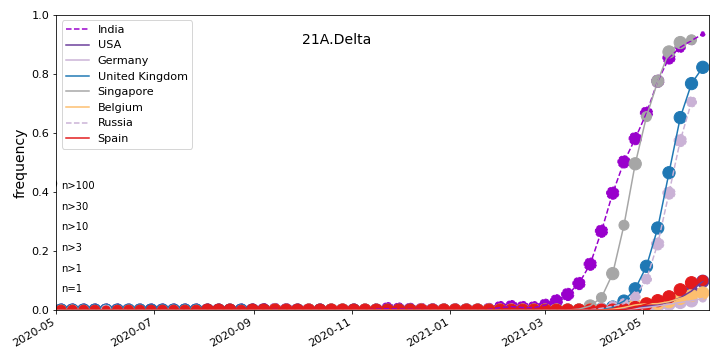 21A.Delta
India
USA
Germany
United Kingdom
Singapore
Belgium
Russia
Spain
n>100
n>30
n>10
n>3
n>1
n=1
frequency
1.0
0.8
0.6
0.4
0.2
0.0
2020-05
2020-07
2020-09
2020-11
2021-01
2021-03
2021-05